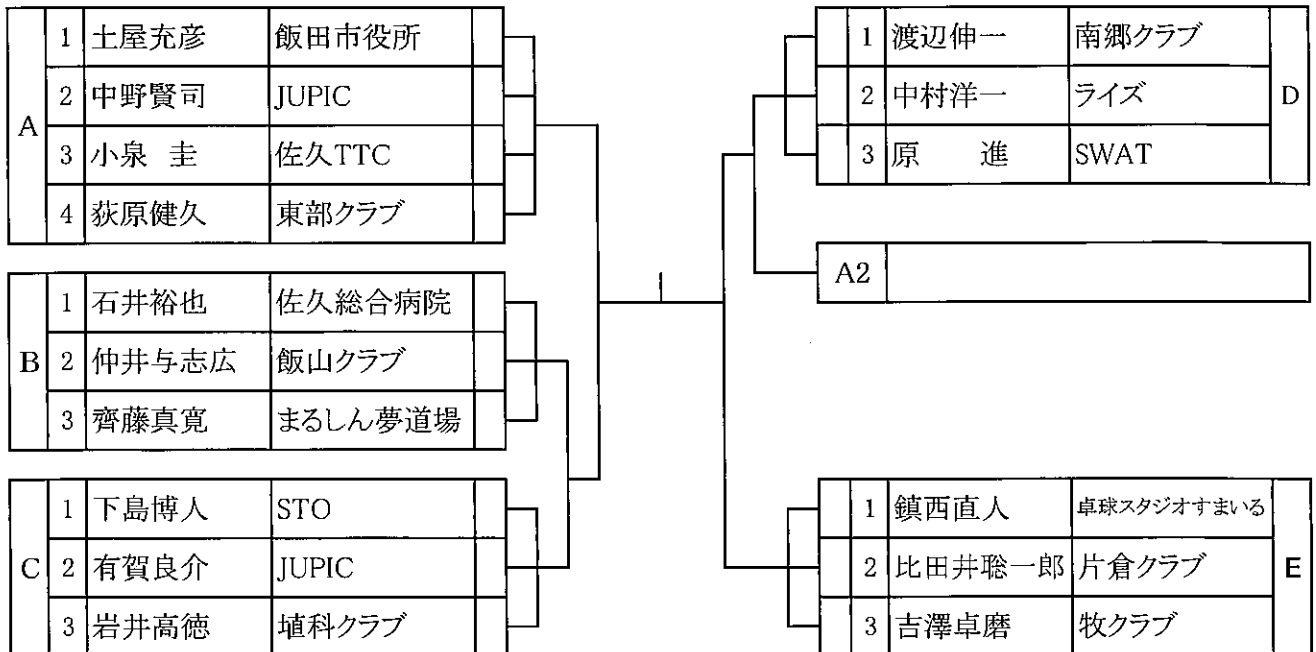 A
1 土屋充彦 飯田市役所
2 中野賢司 JUPIC
3 小泉 圭 佐久TTC
4 荻原健久 東部クラブ
B
1 石井裕也 佐久総合病院
2 仲井与志広 飯山クラブ
3 齊藤真寛 まるしん夢道場
C
1 下島博人 STO
2 有賀良介 JUPIC
3 岩井高徳 埴科クラブ
D
1 渡辺伸一 南郷クラブ
2 中村洋一 ライズ
3 原 進 SWAT
A2
E
1 鎮西直人 卓球スタジオすまいる
2 比田井聡一郎 片倉クラブ
3 吉澤卓磨 牧クラブ